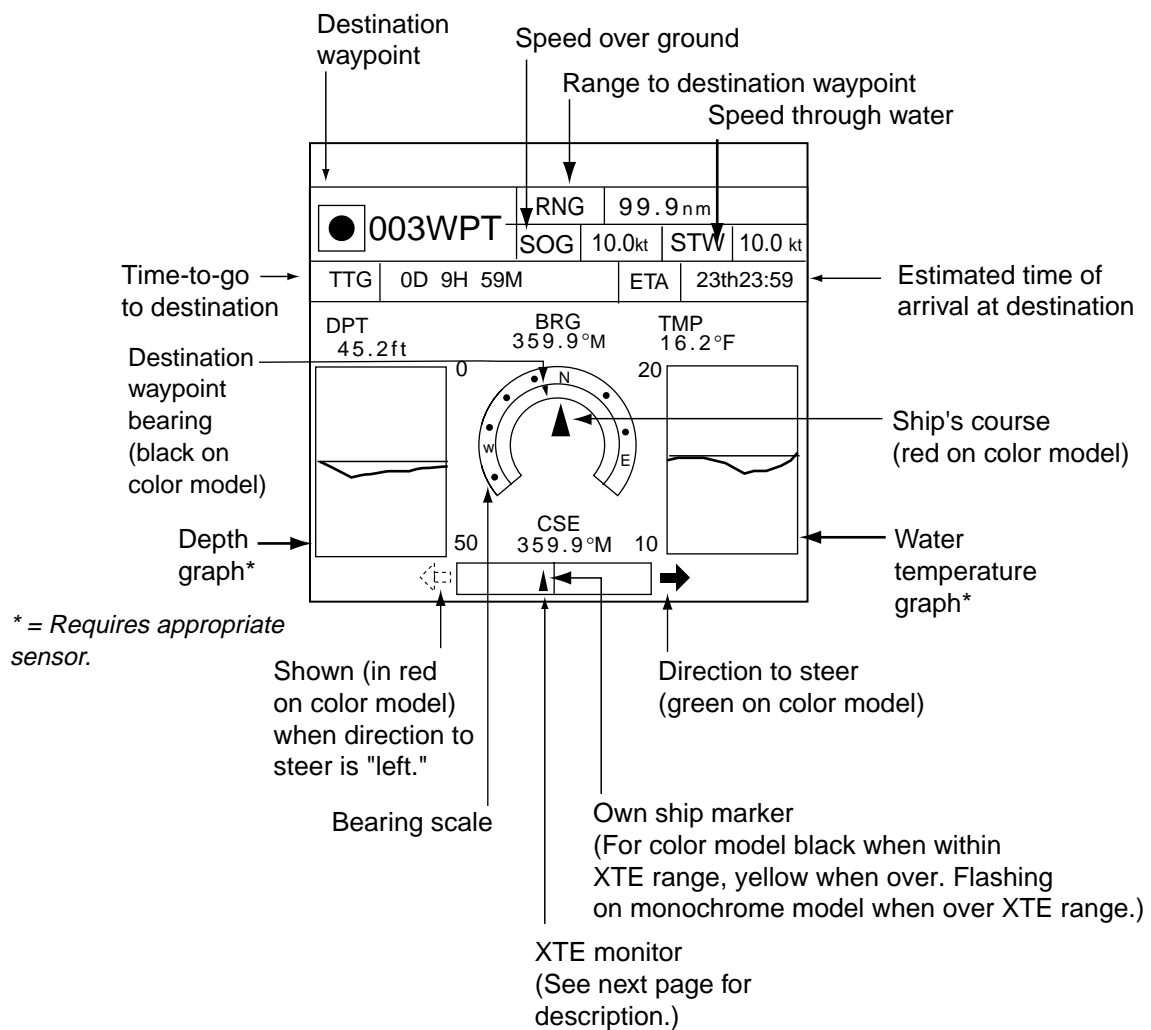 Destination
waypoint
Speed over ground
Range to destination waypoint
Speed through water
003WPT
RNG 99.9nm
SOG 10.0kt STW 10.0 kt
Time-to-go
to destination
TTG 0D 9H 59M ETA 23th23:59
Estimated time of
arrival at destination
DPT
45.2ft
BRG
359.9°M
TMP
16.2°F
Destination
waypoint
bearing
(black on
color model)
0
20
N
W
E
Ship's course
(red on color model)
Depth
graph*
50
CSE
359.9°M
10
Water
temperature
graph*
* = Requires appropriate
sensor.
Shown (in red
on color model)
when direction to
steer is "left."
Direction to steer
(green on color model)
Bearing scale
Own ship marker
(For color model black when within
XTE range, yellow when over. Flashing
on monochrome model when over XTE range.)
XTE monitor
(See next page for
description.)